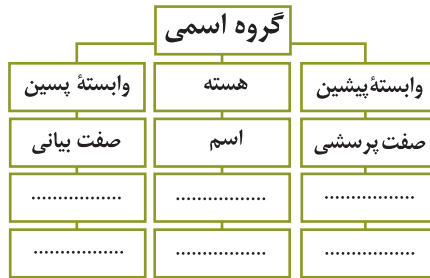 گروه اسمی
وابستهٔ پیشین هسته وابستهٔ پسین
صفت پرسشی اسم صفت بیانی
................ ................ ................
................ ................ ................